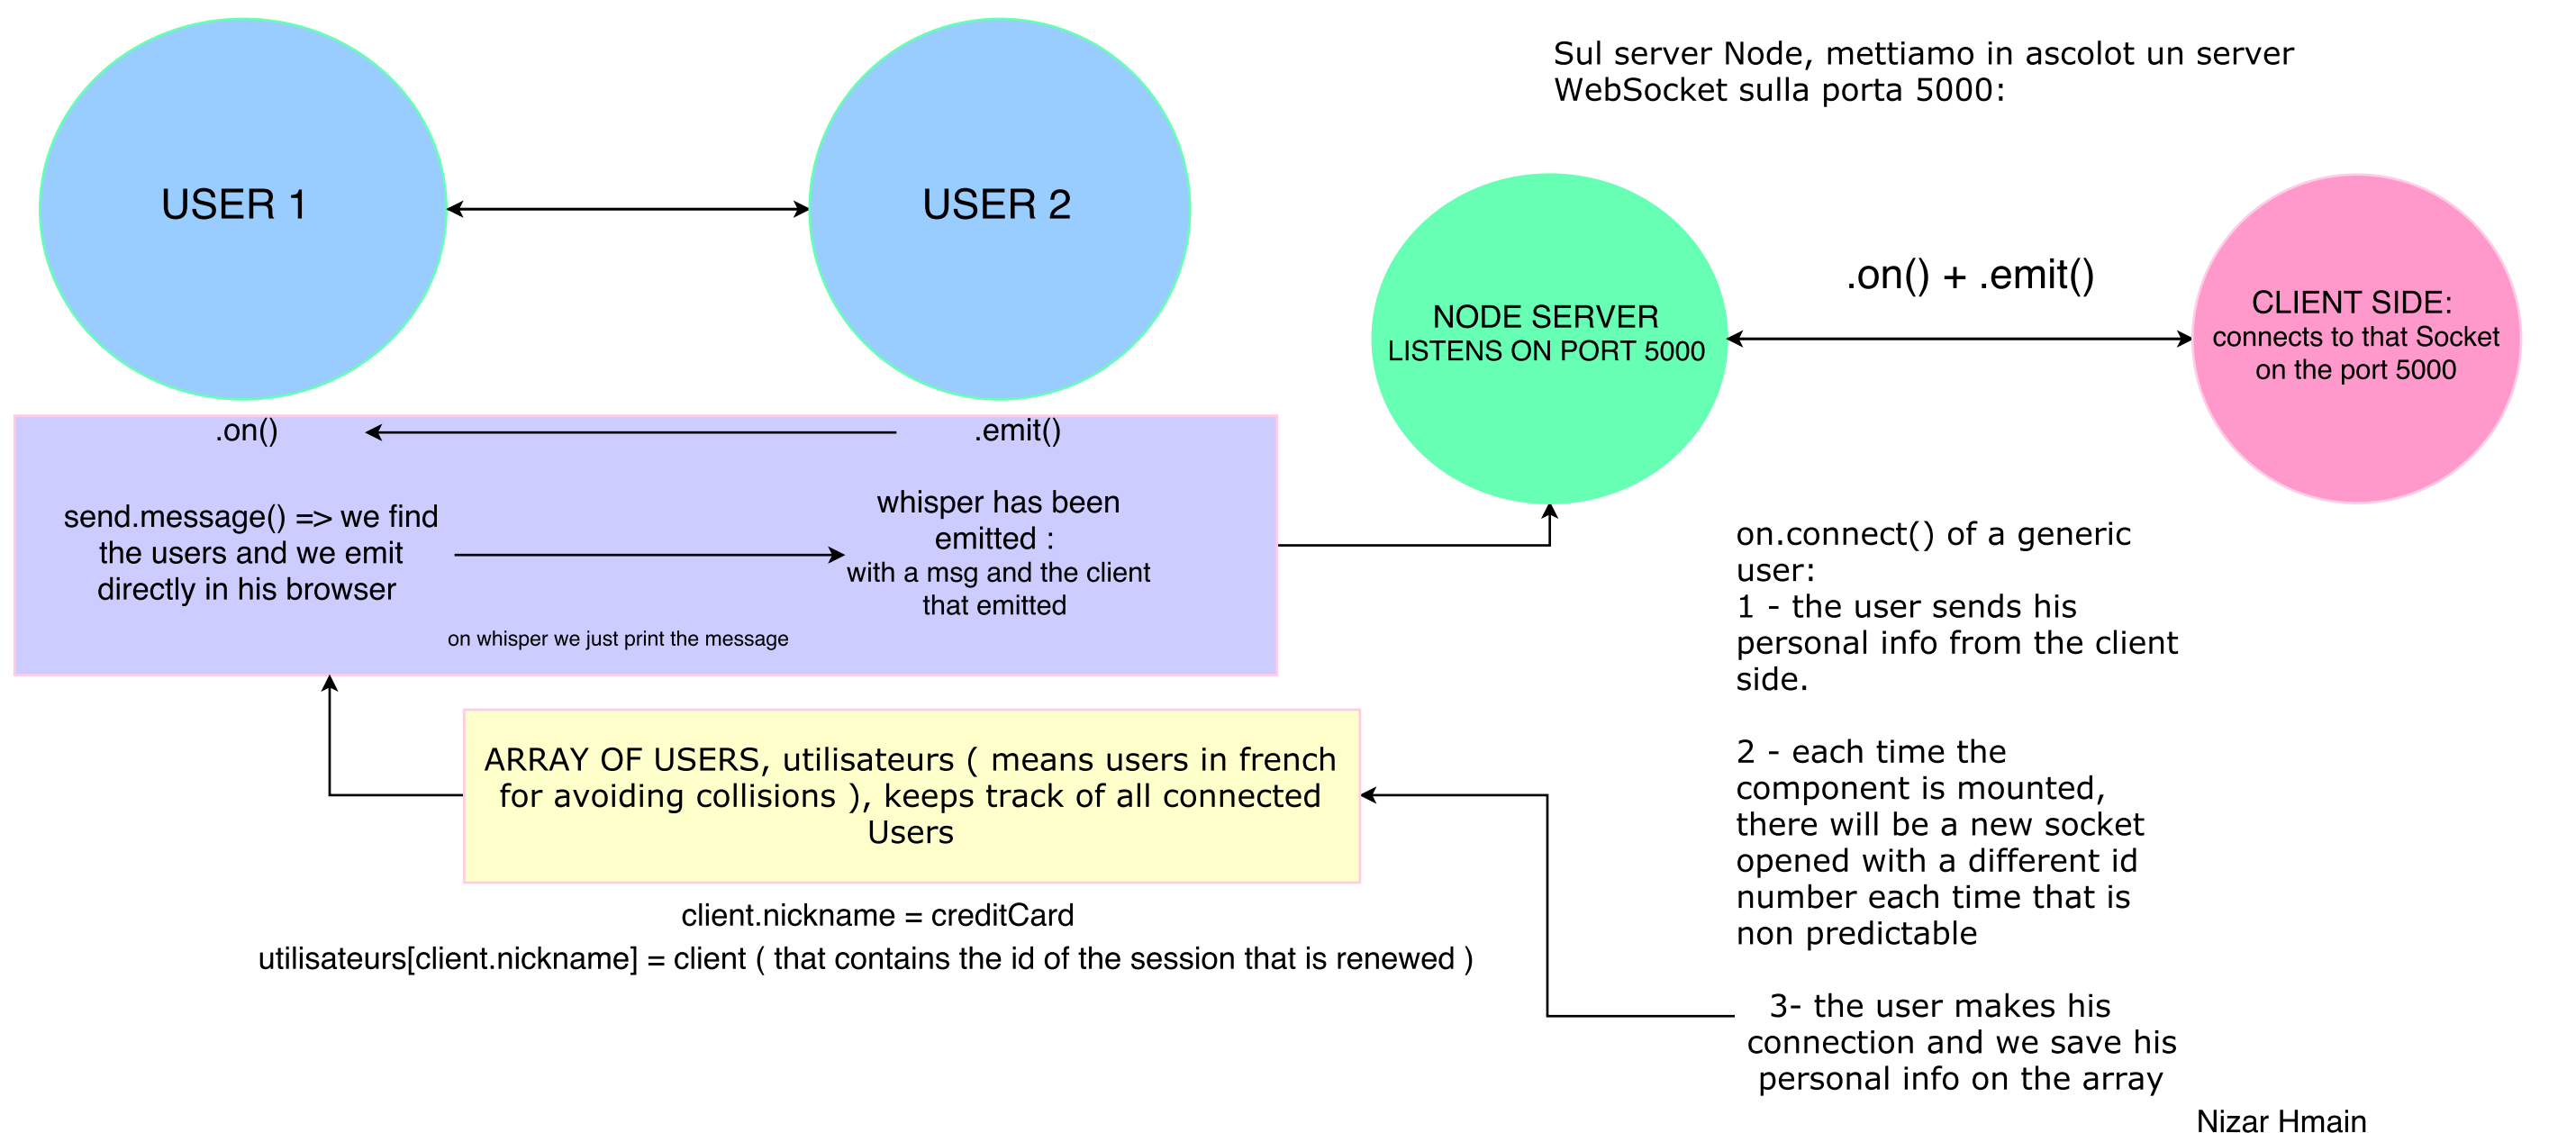 USER 1
USER 2
Sul server Node, mettiamo in ascolot un server
WebSocket sulla porta 5000:
NODE SERVER
LISTENS ON PORT 5000
.on() + .emit()
CLIENT SIDE:
connects to that Socket
on the port 5000
.on()
.emit()
send.message() => we find
the users and we emit
directly in his browser
whisper has been
emitted :
with a msg and the client
that emitted
on whisper we just print the message
ARRAY OF USERS, utilisateurs ( means users in french
for avoiding collisions ), keeps track of all connected
Users
client.nickname = creditCard
utilisateurs[client.nickname] = client ( that contains the id of the session that is renewed )
on.connect() of a generic
user:
1 - the user sends his
personal info from the client
side.
2 - each time the
component is mounted,
there will be a new socket
opened with a different id
number each time that is
non predictable
3- the user makes his
connection and we save his
personal info on the array
Nizar Hmain